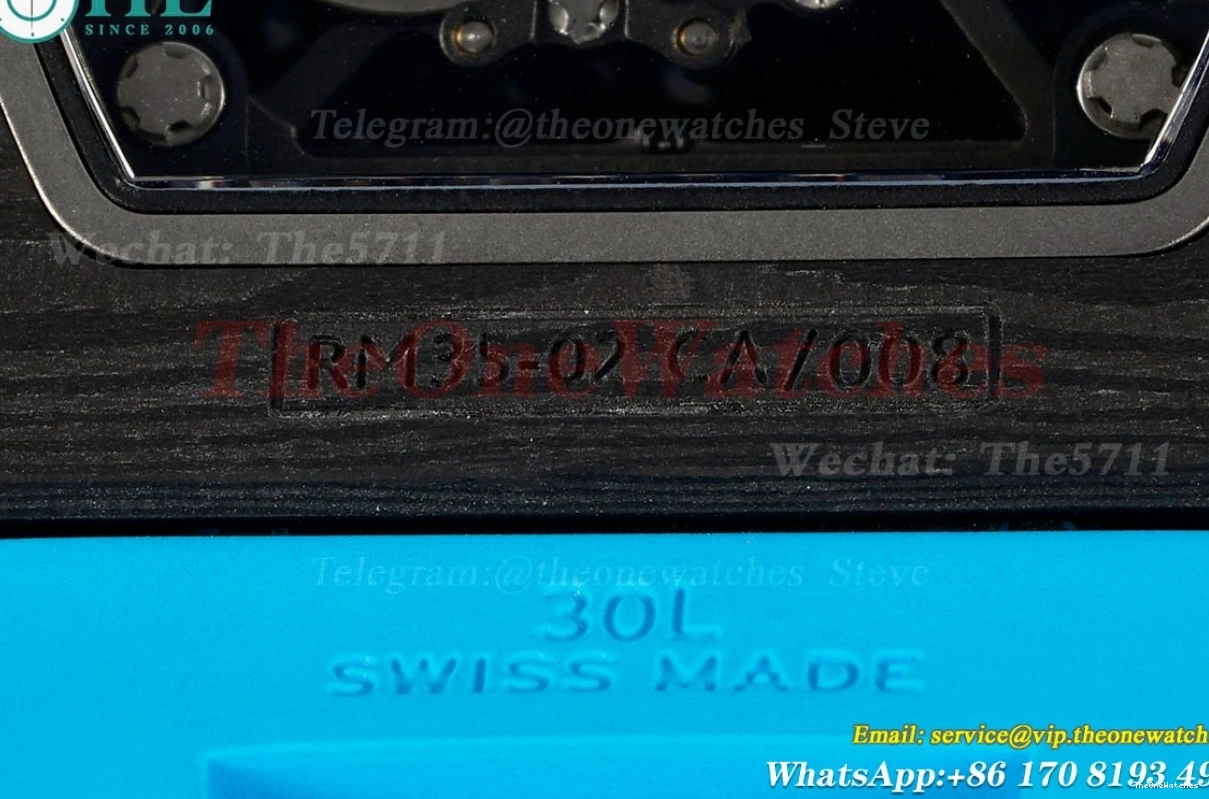 SINCE 2006
Telegram:@theonewatches_Steve
Wechat: The5711
TheOneWatches
RM35-02 CA/008
Wechat: The5711
Telegram:@theonewatches_Steve
30L
SWISS MADE
Email: service@vip.theonewatch
WhatsApp:+86 170 8193 49
TheOneWatches